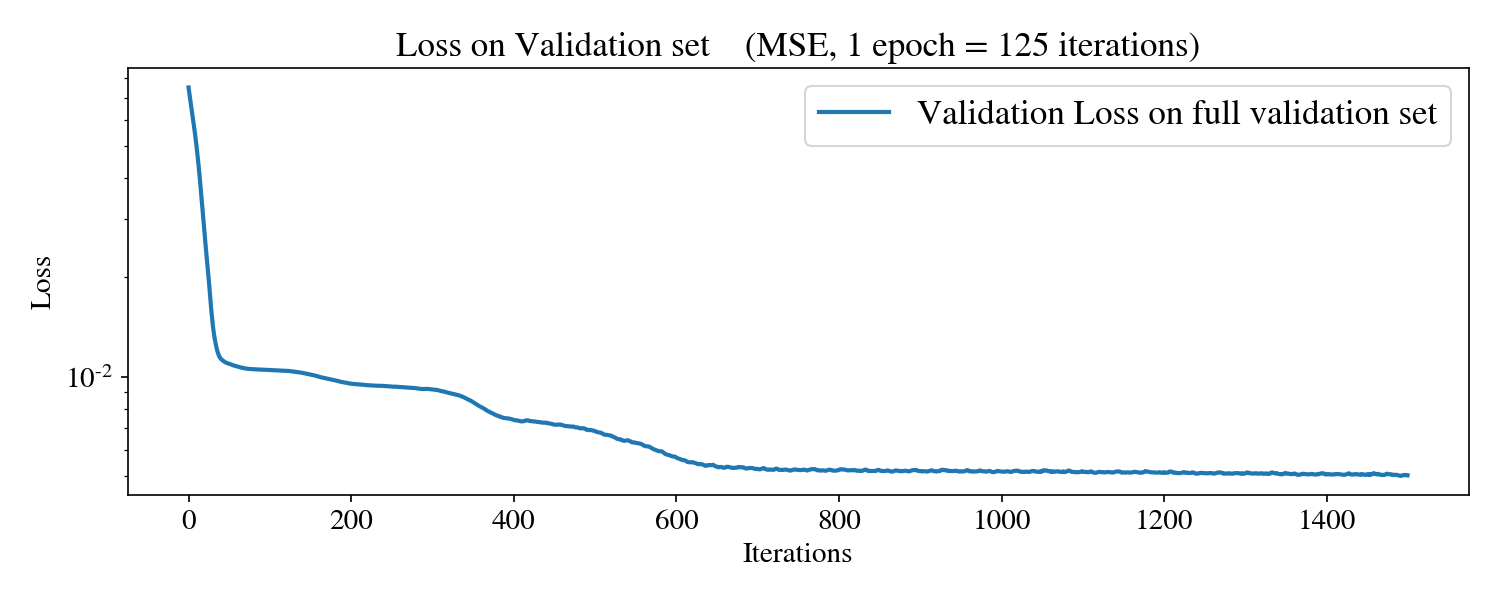 Loss on Validation set (MSE, 1 epoch = 125 iterations)
Validation Loss on full validation set
Loss
10⁻²
0 200 400 600 800 1000 1200 1400
Iterations